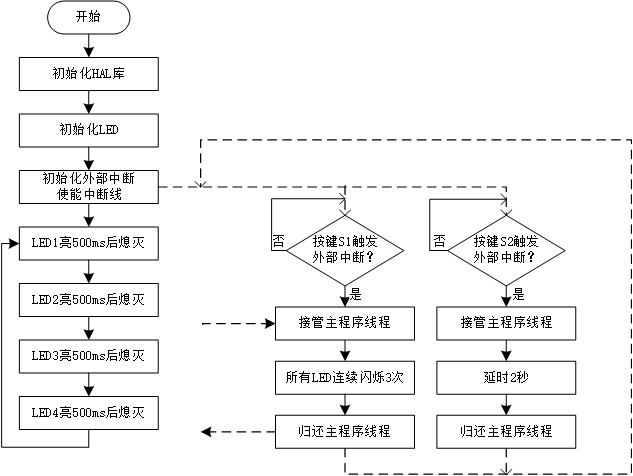 开始
初始化HAL库
初始化LED
初始化外部中断
使能中断线
LED1亮500ms后熄灭
LED2亮500ms后熄灭
LED3亮500ms后熄灭
LED4亮500ms后熄灭
否
按键S1触发
外部中断？
是
接管主程序线程
所有LED连续闪烁3次
归还主程序线程
否
按键S2触发
外部中断？
是
接管主程序线程
延时2秒
归还主程序线程